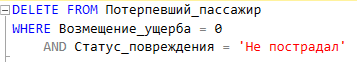 DELETE FROM Потерпевший_пассажир
WHERE Возмещение_ущерба = 0
AND Статус_повреждения = 'Не пострадал'